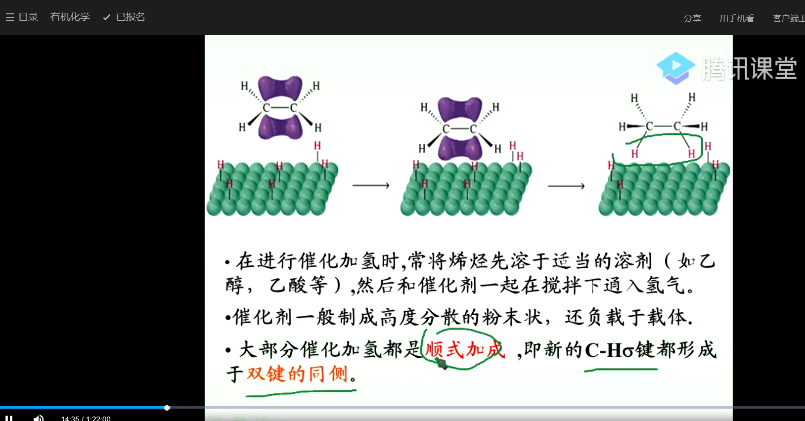 目录 有机化学 已报名 分享 用手机看 客户端上
腾讯课堂
H H H H C C H H H H H H H
H H H H C C H H H H H H H
H H H H C C H H H H H
• 在进行催化加氢时,常将烯烃先溶于适当的溶剂（如乙
醇，乙酸等）,然后和催化剂一起在搅拌下通入氢气。
•催化剂一般制成高度分散的粉末状，还负载于载体.
• 大部分催化加氢都是顺式加成 ,即新的C-Hσ键都形成
于双键的同侧。
14:35 / 1:22:00